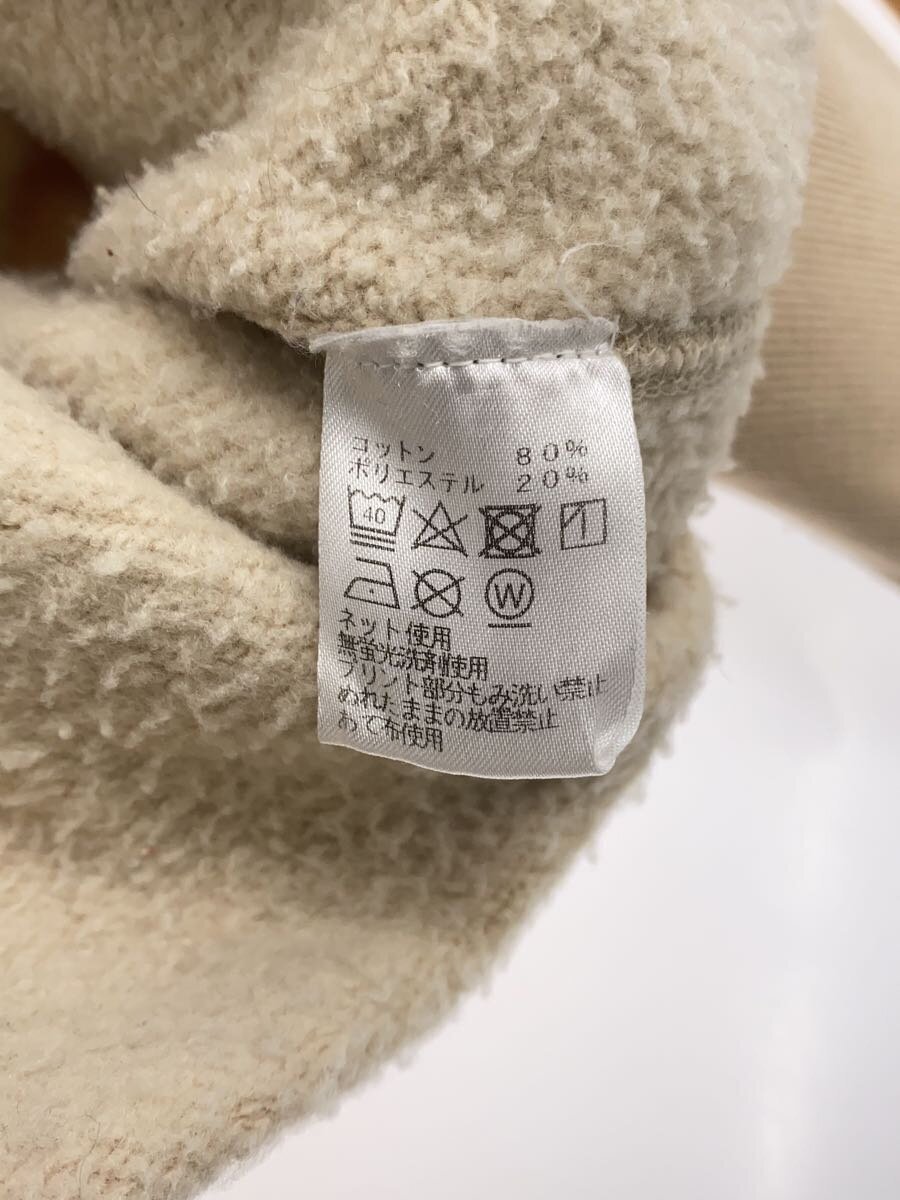 コットン 80%
ポリエステル 20%
40
W
ネット使用
無蛍光洗剤使用
プリント部分もみ洗い禁止
ぬれたままの放置禁止
あて布使用